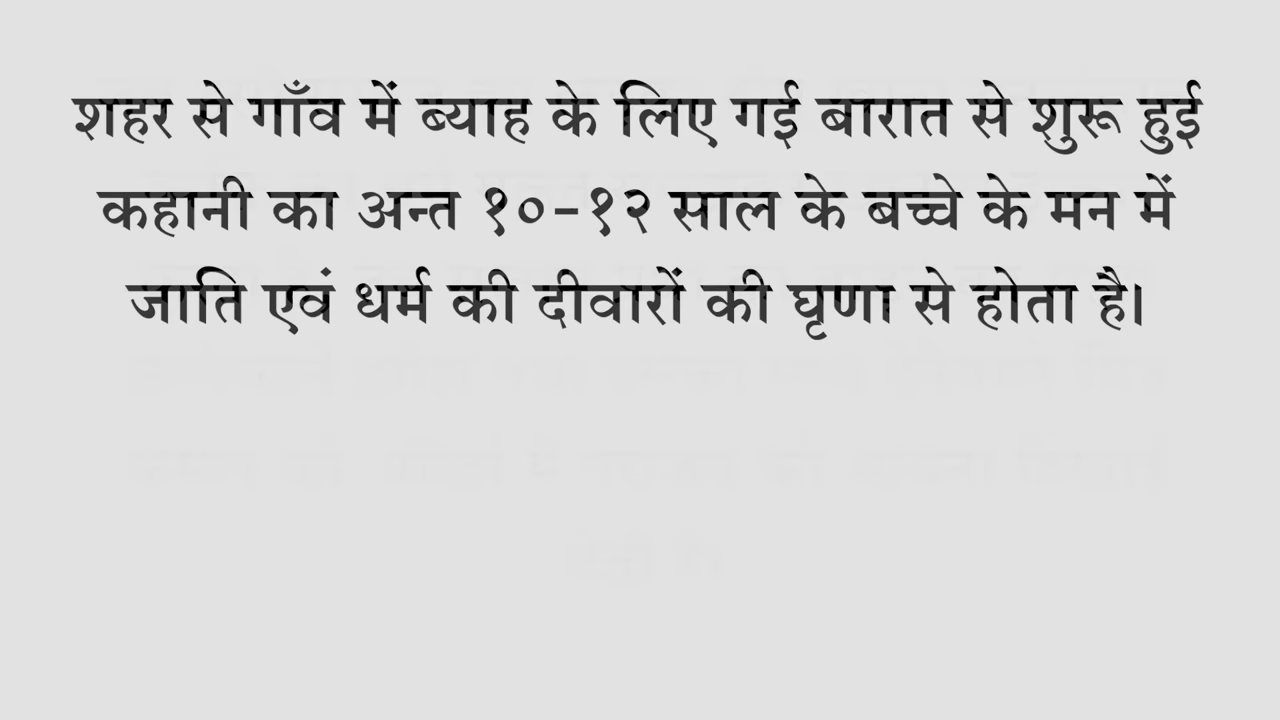 शहर से गाँव में ब्याह के लिए गई बारात से शुरू हुई
कहानी का अन्त १०-१२ साल के बच्चे के मन में
जाति एवं धर्म की दीवारों की घृणा से होता है।